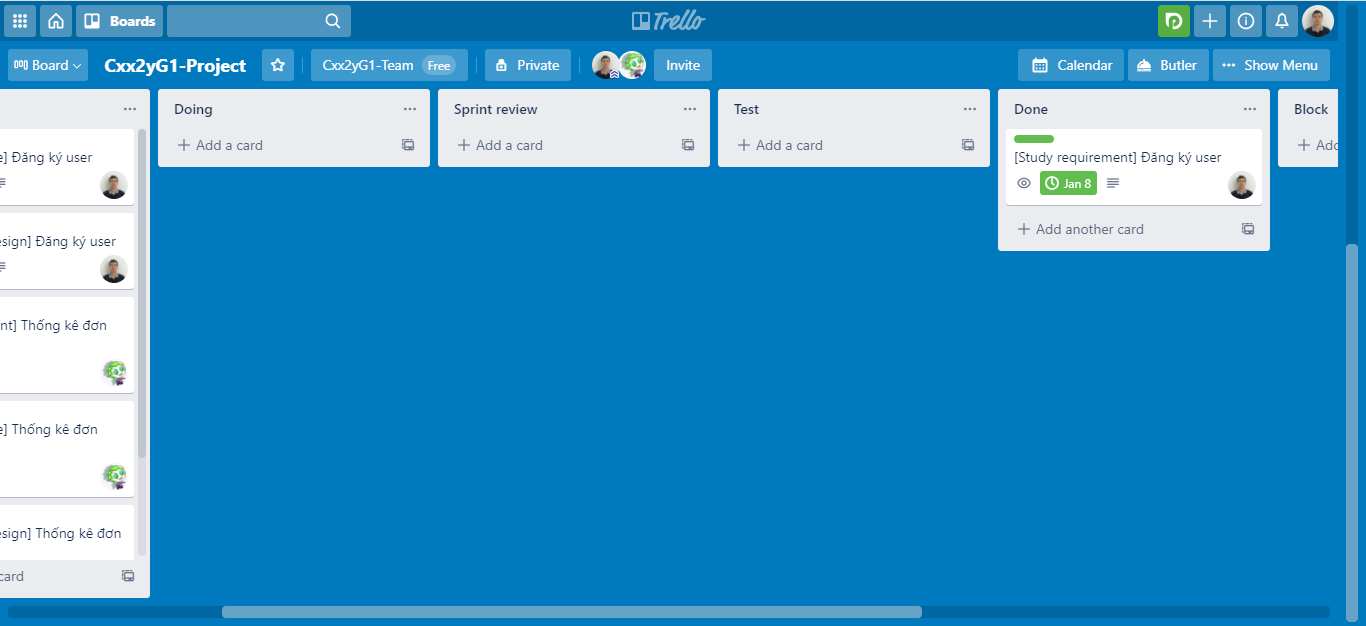 Boards
Trello
Board
Cxx2yG1-Project
Cxx2yG1-Team Free
Private
Invite
Calendar
Butler
Show Menu
e] Đăng ký user
esign] Đăng ký user
nt] Thống kê đơn
e] Thống kê đơn
esign] Thống kê đơn
card
Doing
Add a card
Sprint review
Add a card
Test
Add a card
Done
[Study requirement] Đăng ký user
Jan 8
Add another card
Block
Add